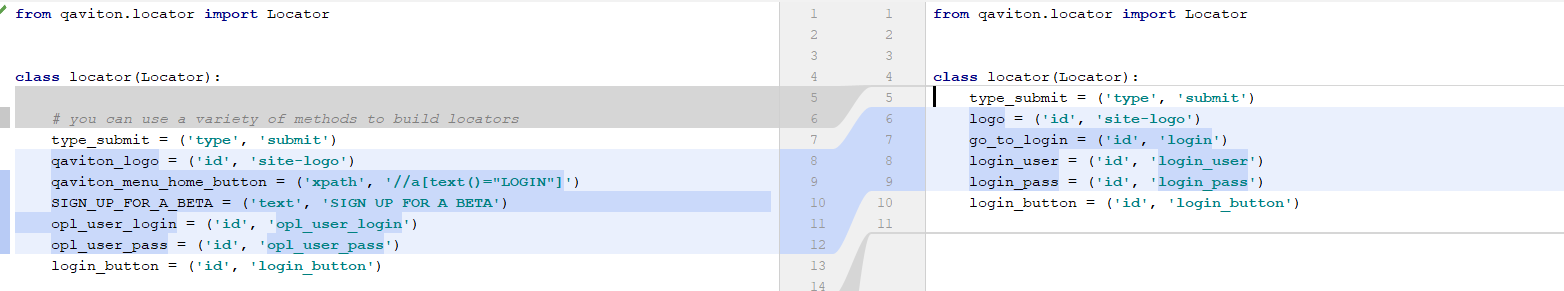 from qaviton.locator import Locator
class locator(Locator):
# you can use a variety of methods to build locators
type_submit = ('type', 'submit')
qaviton_logo = ('id', 'site-logo')
qaviton_menu_home_button = ('xpath', '//a[text()="LOGIN"]')
SIGN_UP_FOR_A_BETA = ('text', 'SIGN UP FOR A BETA')
opl_user_login = ('id', 'opl_user_login')
opl_user_pass = ('id', 'opl_user_pass')
login_button = ('id', 'login_button')
1 1
2 2
3 3
4 4
5 5
6 6
7 7
8 8
9 9
10 10
11 11
12
13
14
from qaviton.locator import Locator
class locator(Locator):
type_submit = ('type', 'submit')
logo = ('id', 'site-logo')
go_to_login = ('id', 'login')
login_user = ('id', 'login_user')
login_pass = ('id', 'login_pass')
login_button = ('id', 'login_button')